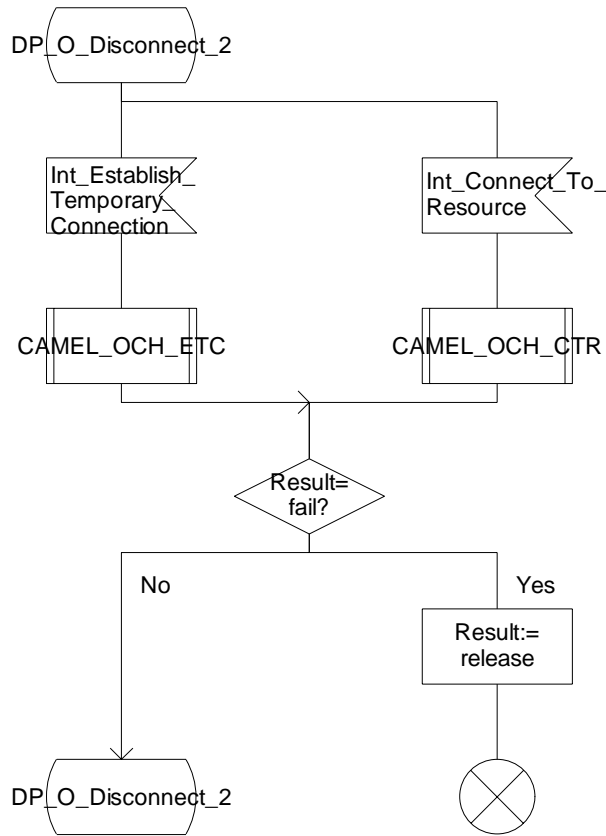 DP_O_Disconnect_2
Int_Establish_
Temporary_
Connection
Int_Connect_To_
Resource
CAMEL_OCH_ETC
CAMEL_OCH_CTR
Result=
fail?
No
Yes
Result:=
release
DP_O_Disconnect_2